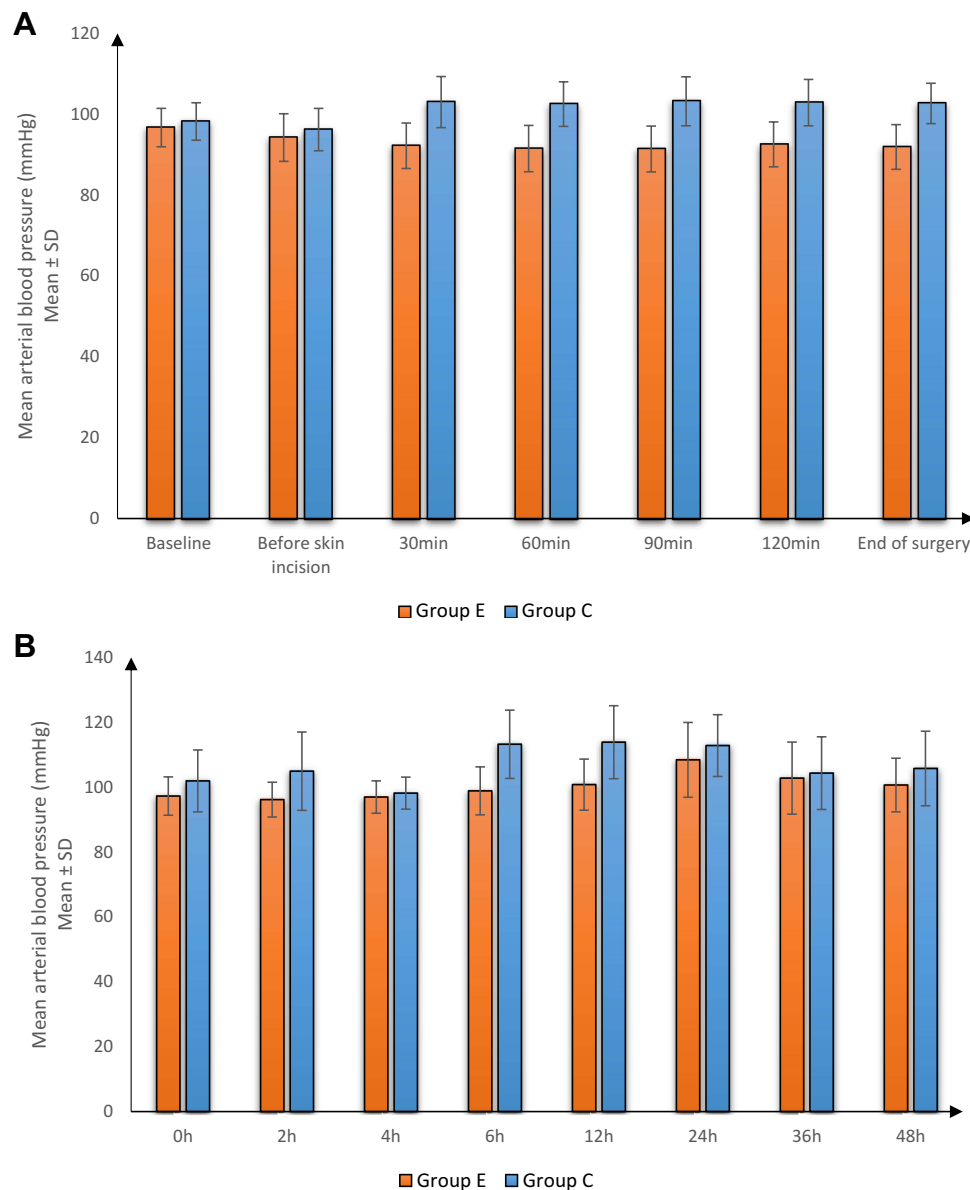 A
120
100
80
60
40
20
0
Mean arterial blood pressure (mmHg)
Mean ± SD
Baseline
Before skin
incision
30min
60min
90min
120min
End of surgery
Group E
Group C
B
140
120
100
80
60
40
20
0
Mean arterial blood pressure (mmHg)
Mean ± SD
0h
2h
4h
6h
12h
24h
36h
48h
Group E
Group C